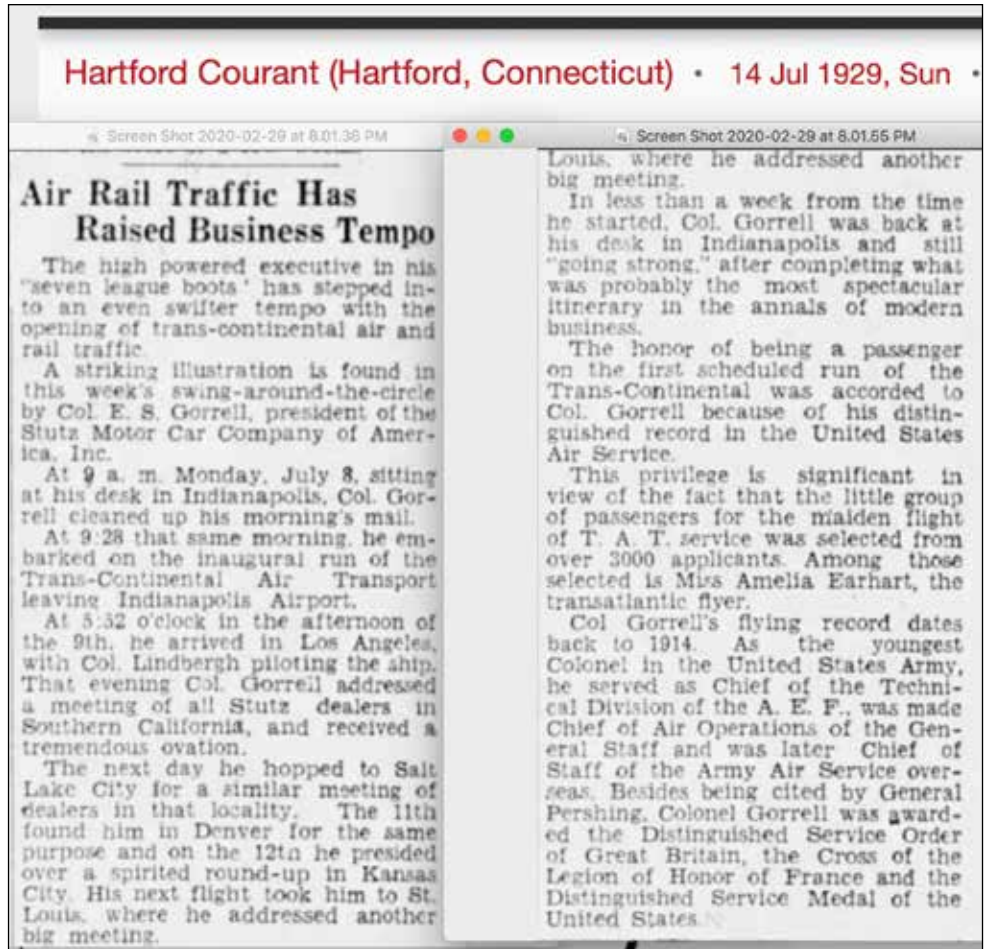 Hartford Courant (Hartford, Connecticut) · 14 Jul 1929, Sun ·
Screen Shot 2020-02-29 at 8.01.36 PM
Air Rail Traffic Has
Raised Business Tempo
The high powered executive in his
"seven league boots' has stepped in-
to an even swifter tempo with the
opening of trans-continental air and
rail traffic.
A striking illustration is found in
this week's swing-around-the-circle
by Col. E. S. Gorrell, president of the
Stutz Motor Car Company of Amer-
ica, Inc.
At 9 a. m. Monday, July 8, sitting
at his desk in Indianapolis, Col. Gor-
rell cleaned up his morning's mail.
At 9:28 that same morning, he em-
barked on the inaugural run of the
Trans-Continental Air Transport
leaving Indianapolis Airport.
At 5:32 o'clock in the afternoon of
the 9th, he arrived in Los Angeles,
with Col. Lindbergh piloting the ship.
That evening Col. Gorrell addressed
a meeting of all Stutz dealers in
Southern California, and received a
tremendous ovation.
The next day he hopped to Salt
Lake City for a similar meeting of
dealers in that locality. The 11th
found him in Denver for the same
purpose and on the 12th he presided
over a spirited round-up in Kansas
City. His next flight took him to St.
Louis, where he addressed another
big meeting.
Screen Shot 2020-02-29 at 8.01.55 PM
Louis, where he addressed another
big meeting.
In less than a week from the time
he started, Col. Gorrell was back at
his desk in Indianapolis and still
"going strong," after completing what
was probably the most spectacular
itinerary in the annals of modern
business.
The honor of being a passenger
on the first scheduled run of the
Trans-Continental was accorded to
Col. Gorrell because of his distin-
guished record in the United States
Air Service.
This privilege is significant in
view of the fact that the little group
of passengers for the maiden flight
of T. A. T. service was selected from
over 3000 applicants. Among those
selected is Miss Amelia Earhart, the
transatlantic flyer.
Col Gorrell's flying record dates
back to 1914. As the youngest
Colonel in the United States Army,
he served as Chief of the Techni-
cal Division of the A. E. F., was made
Chief of Air Operations of the Gen-
eral Staff and was later Chief of
Staff of the Army Air Service over-
seas. Besides being cited by General
Pershing, Colonel Gorrell was award-
ed the Distinguished Service Order
of Great Britain, the Cross of the
Legion of Honor of France and the
Distinguished Service Medal of the
United States.